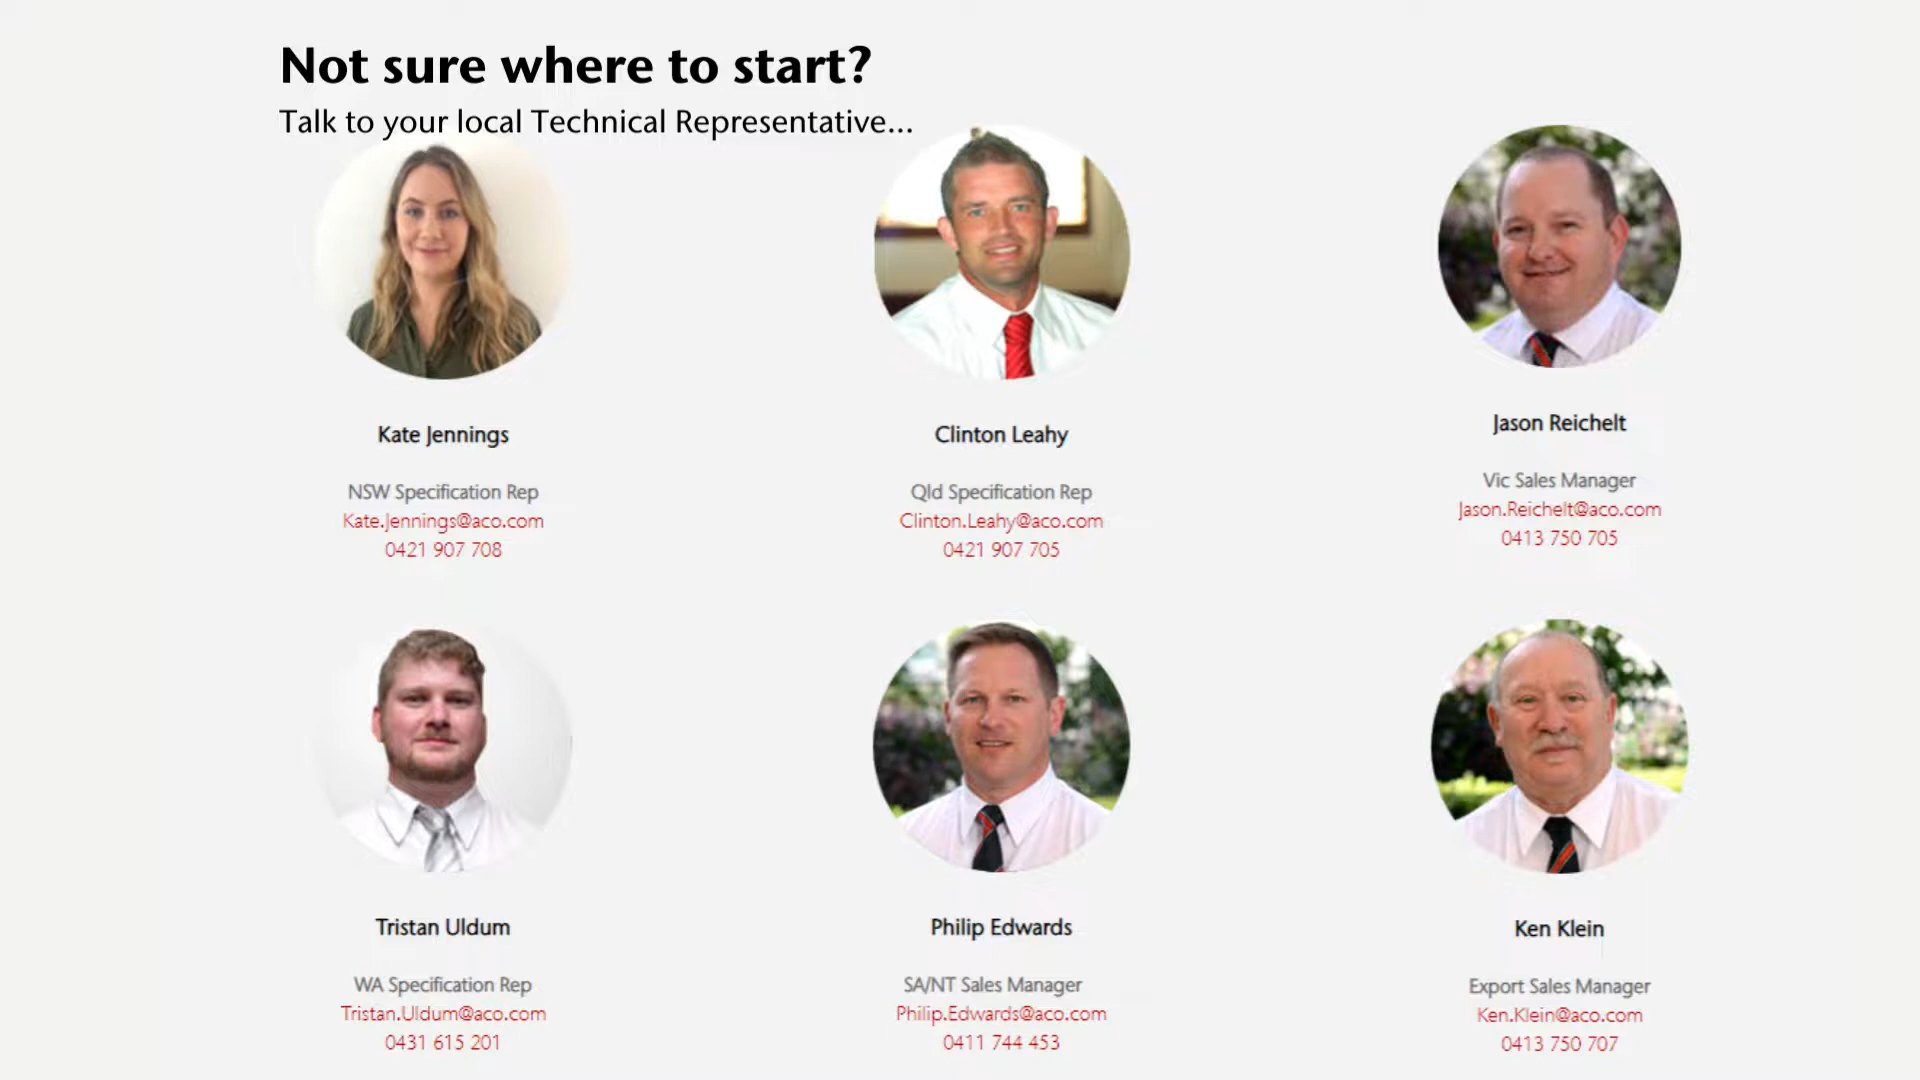 Not sure where to start?
Talk to your local Technical Representative...
Kate Jennings
NSW Specification Rep
Kate.Jennings@aco.com
0421 907 708
Clinton Leahy
Qld Specification Rep
Clinton.Leahy@aco.com
0421 907 705
Jason Reichelt
Vic Sales Manager
Jason.Reichelt@aco.com
0413 750 705
Tristan Uldum
WA Specification Rep
Tristan.Uldum@aco.com
0431 615 201
Philip Edwards
SA/NT Sales Manager
Philip.Edwards@aco.com
0411 744 453
Ken Klein
Export Sales Manager
Ken.Klein@aco.com
0413 750 707